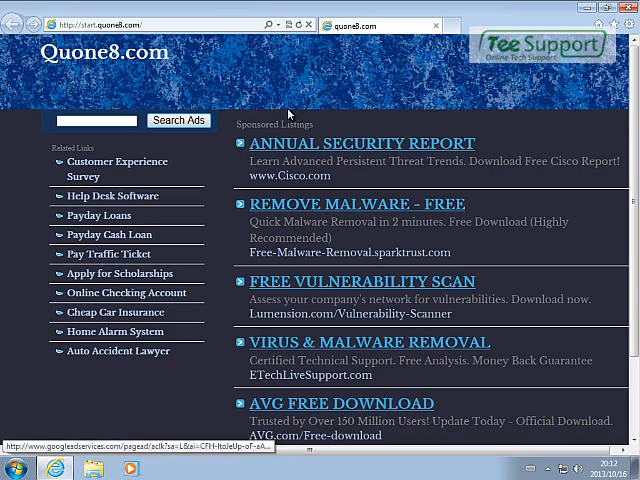 http://start.quone8.com/
quone8.com
Quone8.com
Tee Support
Online Tech Support
Search Ads
Related Links
Customer Experience
Survey
Help Desk Software
Payday Loans
Payday Cash Loan
Pay Traffic Ticket
Apply for Scholarships
Online Checking Account
Cheap Car Insurance
Home Alarm System
Auto Accident Lawyer
Sponsored Listings
ANNUAL SECURITY REPORT
Learn Advanced Persistent Threat Trends. Download Free Cisco Report!
www.Cisco.com
REMOVE MALWARE - FREE
Quick Malware Removal in 2 minutes. Free Download (Highly
Recommended)
Free-Malware-Removal.sparktrust.com
FREE VULNERABILITY SCAN
Assess your company's network for vulnerabilities. Download now.
Lumension.com/Vulnerability-Scanner
VIRUS & MALWARE REMOVAL
Certified Technical Support. Free Analysis. Money Back Guarantee
ETechLiveSupport.com
AVG FREE DOWNLOAD
Trusted by Over 150 Million Users! Update Today - Official Download.
AVG.com/Free-download
20:12
2013/10/16